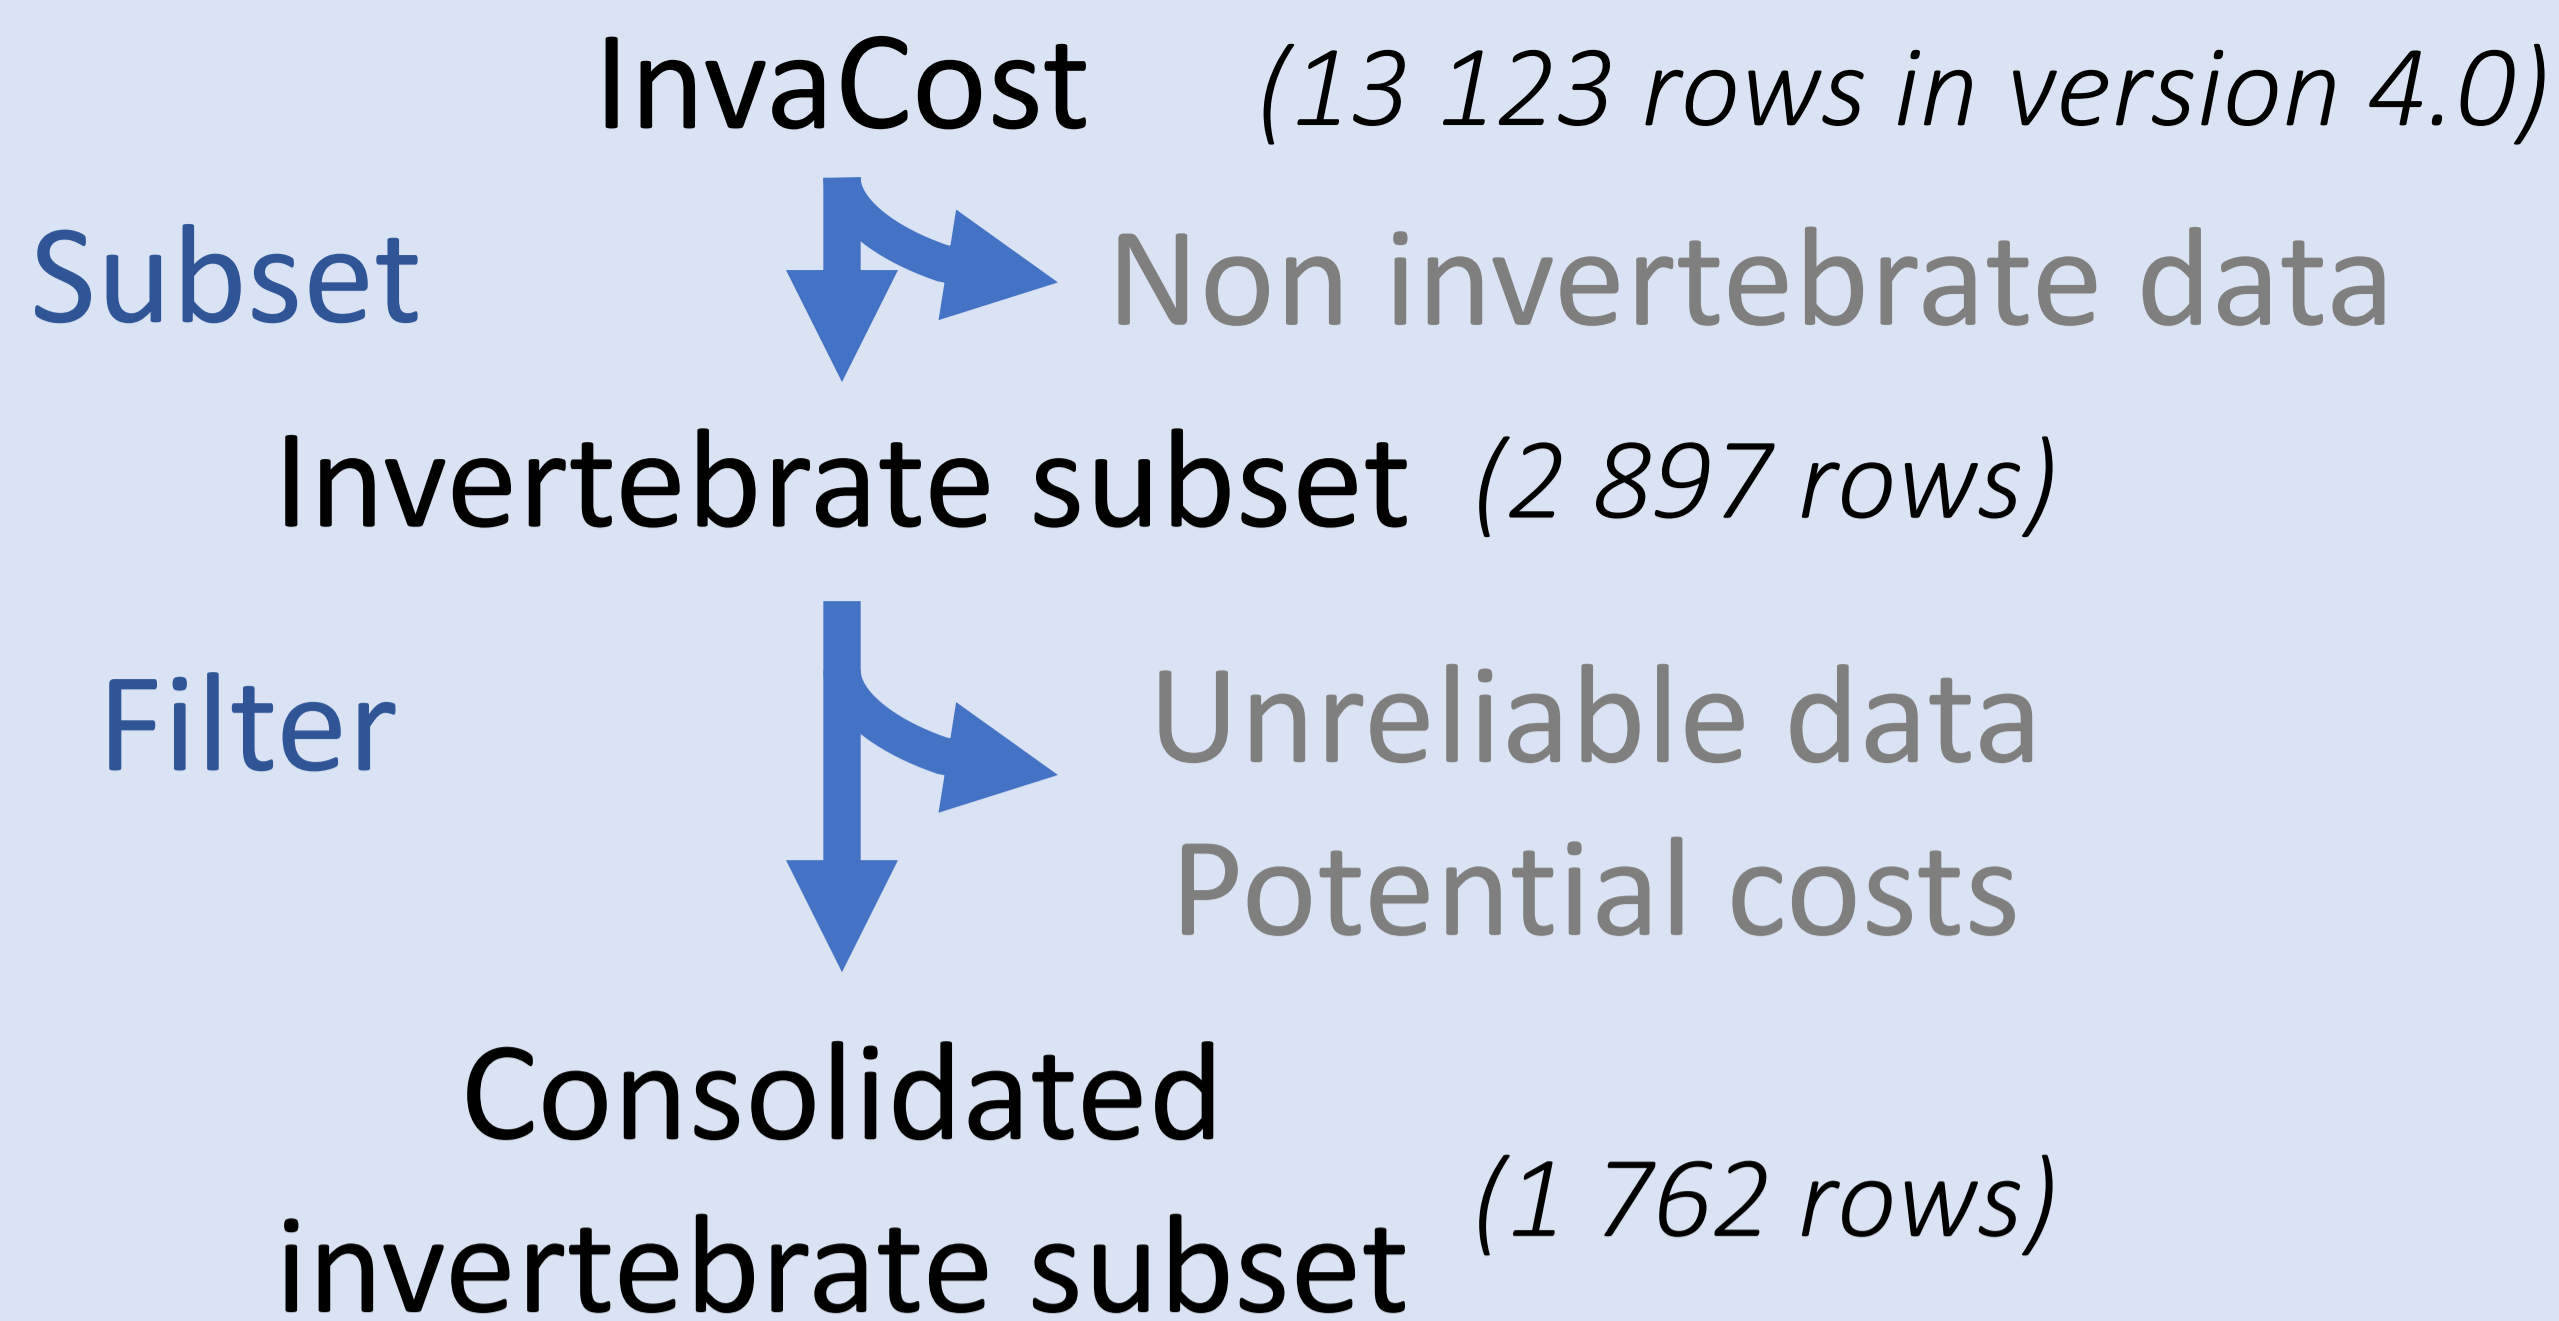 InvaCost (13 123 rows in version 4.0)
Subset Non invertebrate data
Invertebrate subset (2 897 rows)
Filter
Unreliable data
Potential costs
Consolidated
invertebrate subset
(1 762 rows)